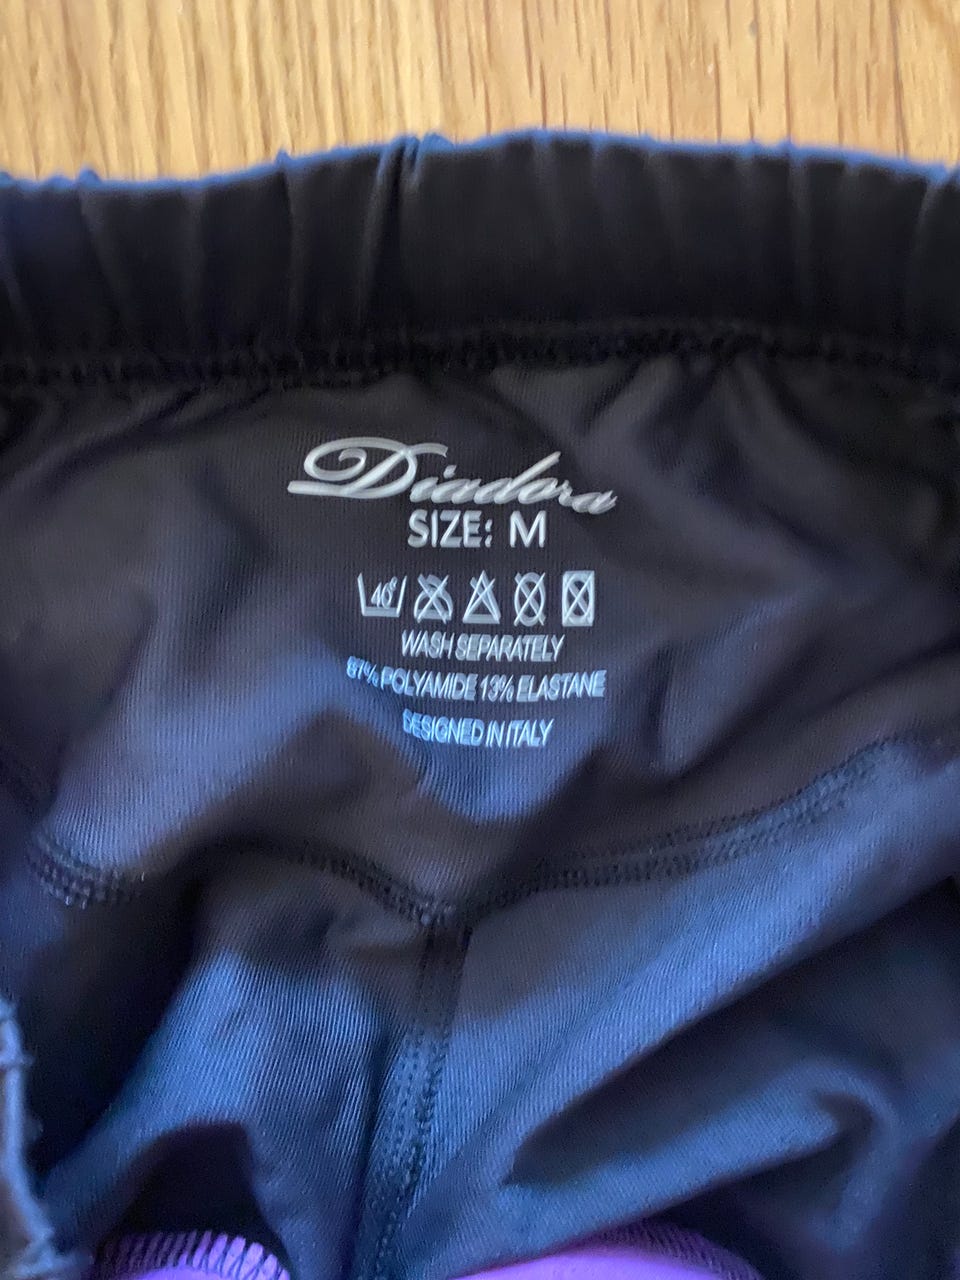 Diadora
SIZE: M
40°
WASH SEPARATELY
87% POLYAMIDE 13% ELASTANE
DESIGNED IN ITALY